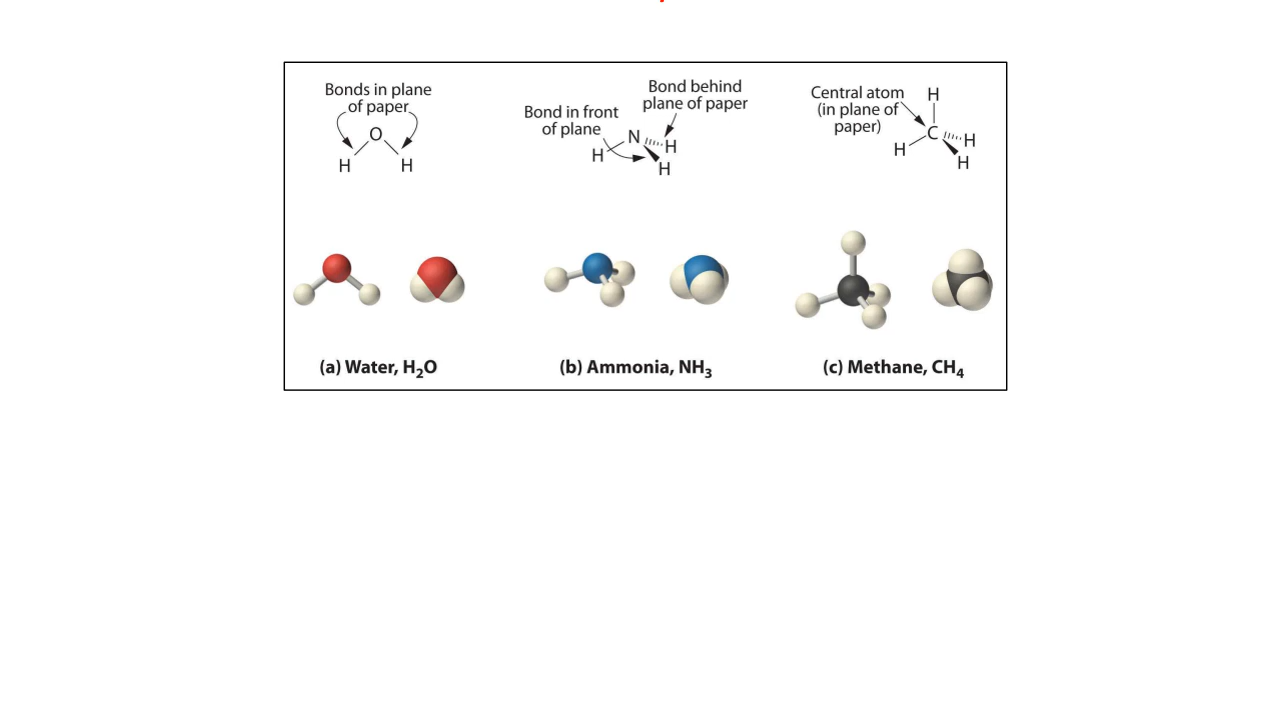 Bonds in plane
of paper
O
H H
Bond in front
of plane
Bond behind
plane of paper
N
H
H
H
Central atom
(in plane of
paper)
H
C
H
H
H
(a) Water, H₂O
(b) Ammonia, NH₃
(c) Methane, CH₄